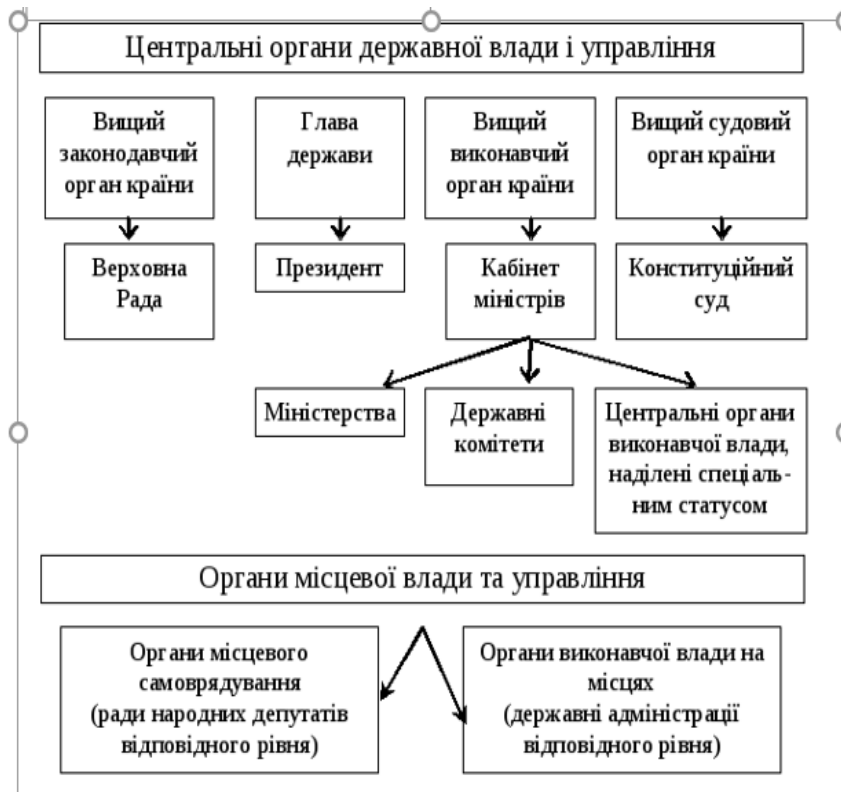 Центральні органи державної влади і управління
Вищий
законодавчий
орган країни
Глава
держави
Вищий
виконавчий
орган країни
Вищий судовий
орган країни
Верховна
Рада
Президент
Кабінет
міністрів
Конституційний
суд
Міністерства
Державні
комітети
Центральні органи
виконавчої влади,
наділені спеціаль-
ним статусом
Органи місцевої влади та управління
Органи місцевого
самоврядування
(ради народних депутатів
відповідного рівня)
Органи виконавчої влади на
місцях
(державні адміністрації
відповідного рівня)